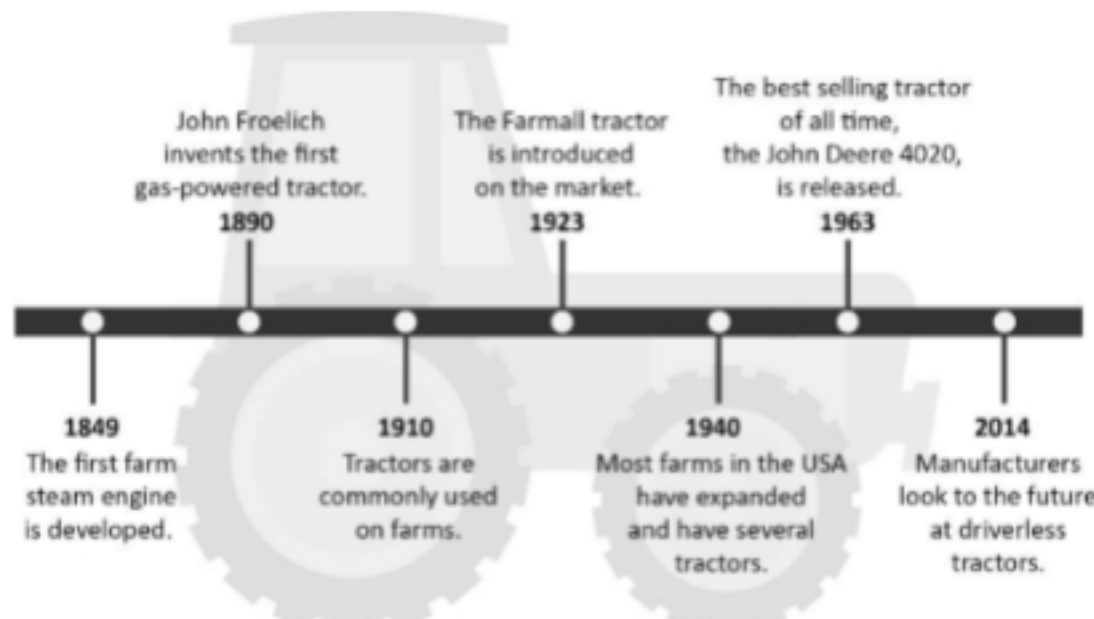 John Froelich
invents the first
gas-powered tractor.
1890
The Farmall tractor
is introduced
on the market.
1923
The best selling tractor
of all time,
the John Deere 4020,
is released.
1963
1849
The first farm
steam engine
is developed.
1910
Tractors are
commonly used
on farms.
1940
Most farms in the USA
have expanded
and have several
tractors.
2014
Manufacturers
look to the future
at driverless
tractors.